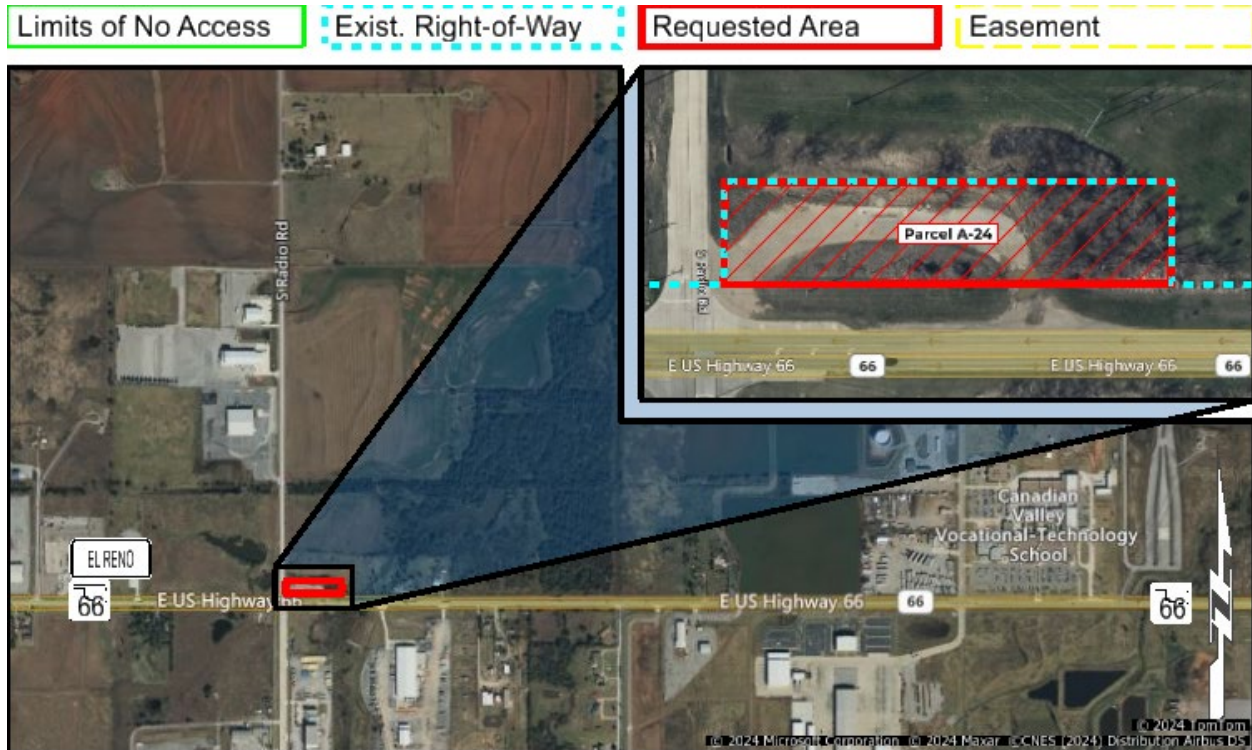 Limits of No Access
Exist. Right-of-Way
Requested Area
Easement
S Radio Rd
Parcel A-24
S Radio Rd
E US Highway 66
66
E US Highway 66
66
Canadian
Valley
Vocational-Technology
School
EL RENO
66
E US Highway 66
E US Highway 66
66
66
© 2024 TomTom
© 2024 Microsoft Corporation © 2024 Maxar ©CNES (2024) Distribution Airbus DS